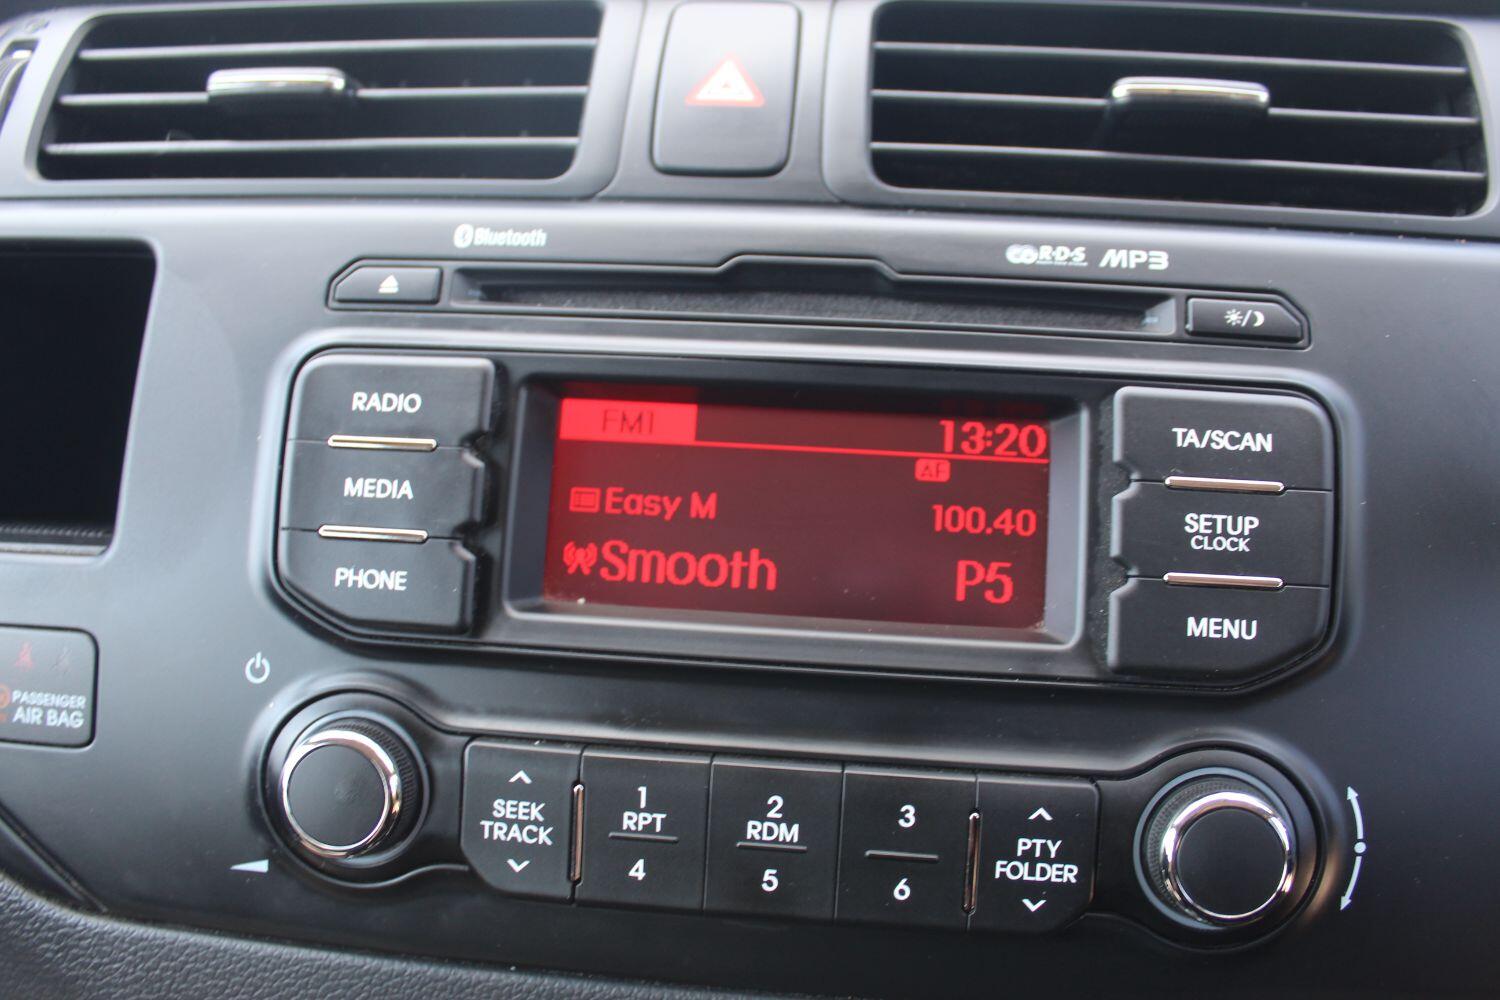 Bluetooth
R·D·S MP3
RADIO
MEDIA
PHONE
FM1
13:20
AF
Easy M
100.40
Smooth
P5
TA/SCAN
SETUP
CLOCK
MENU
PASSENGER
AIR BAG
SEEK
TRACK
1
RPT
4
2
RDM
5
3
6
PTY
FOLDER